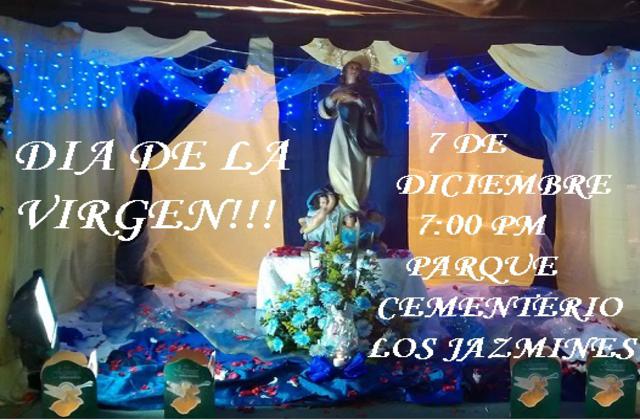 DIA DE LA
VIRGEN!!!
7 DE
DICIEMBRE
7:00 PM
PARQUE
CEMENTERIO
LOS JAZMINES